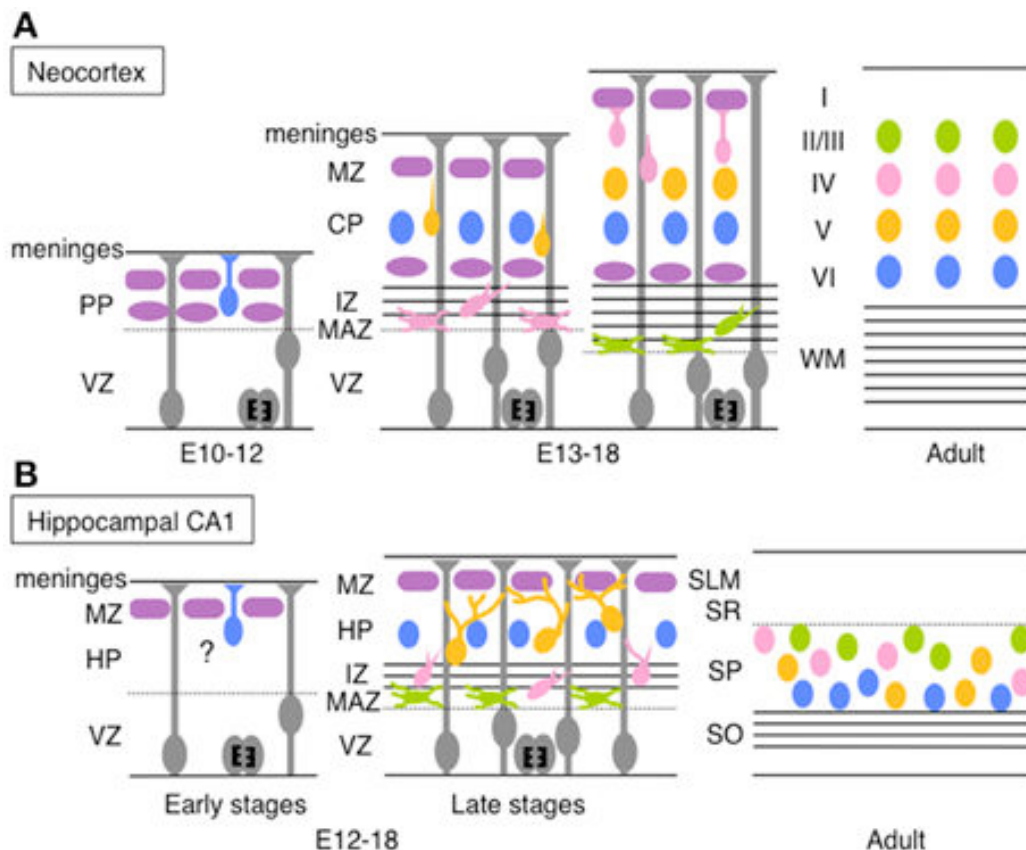 A
Neocortex
meninges
PP
VZ
E10-12
meninges
MZ
CP
IZ
MAZ
VZ
E13-18
I
II/III
IV
V
VI
WM
Adult
B
Hippocampal CA1
meninges
MZ
HP
?
VZ
Early stages
MZ
HP
IZ
MAZ
VZ
Late stages
E12-18
SLM
SR
SP
SO
Adult